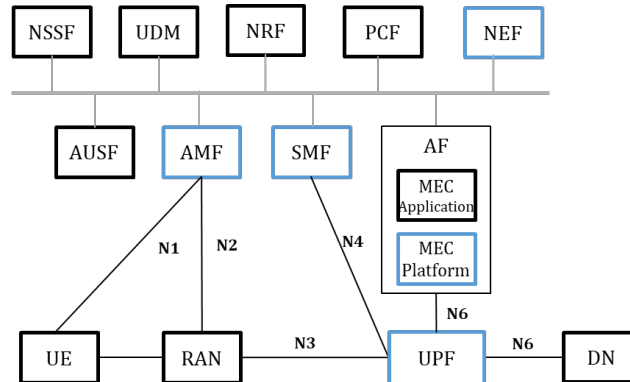 NSSF
UDM
NRF
PCF
NEF
AUSF
AMF
SMF
AF
MEC
Application
MEC
Platform
N1
N2
N4
N6
N3
N6
UE
RAN
UPF
DN